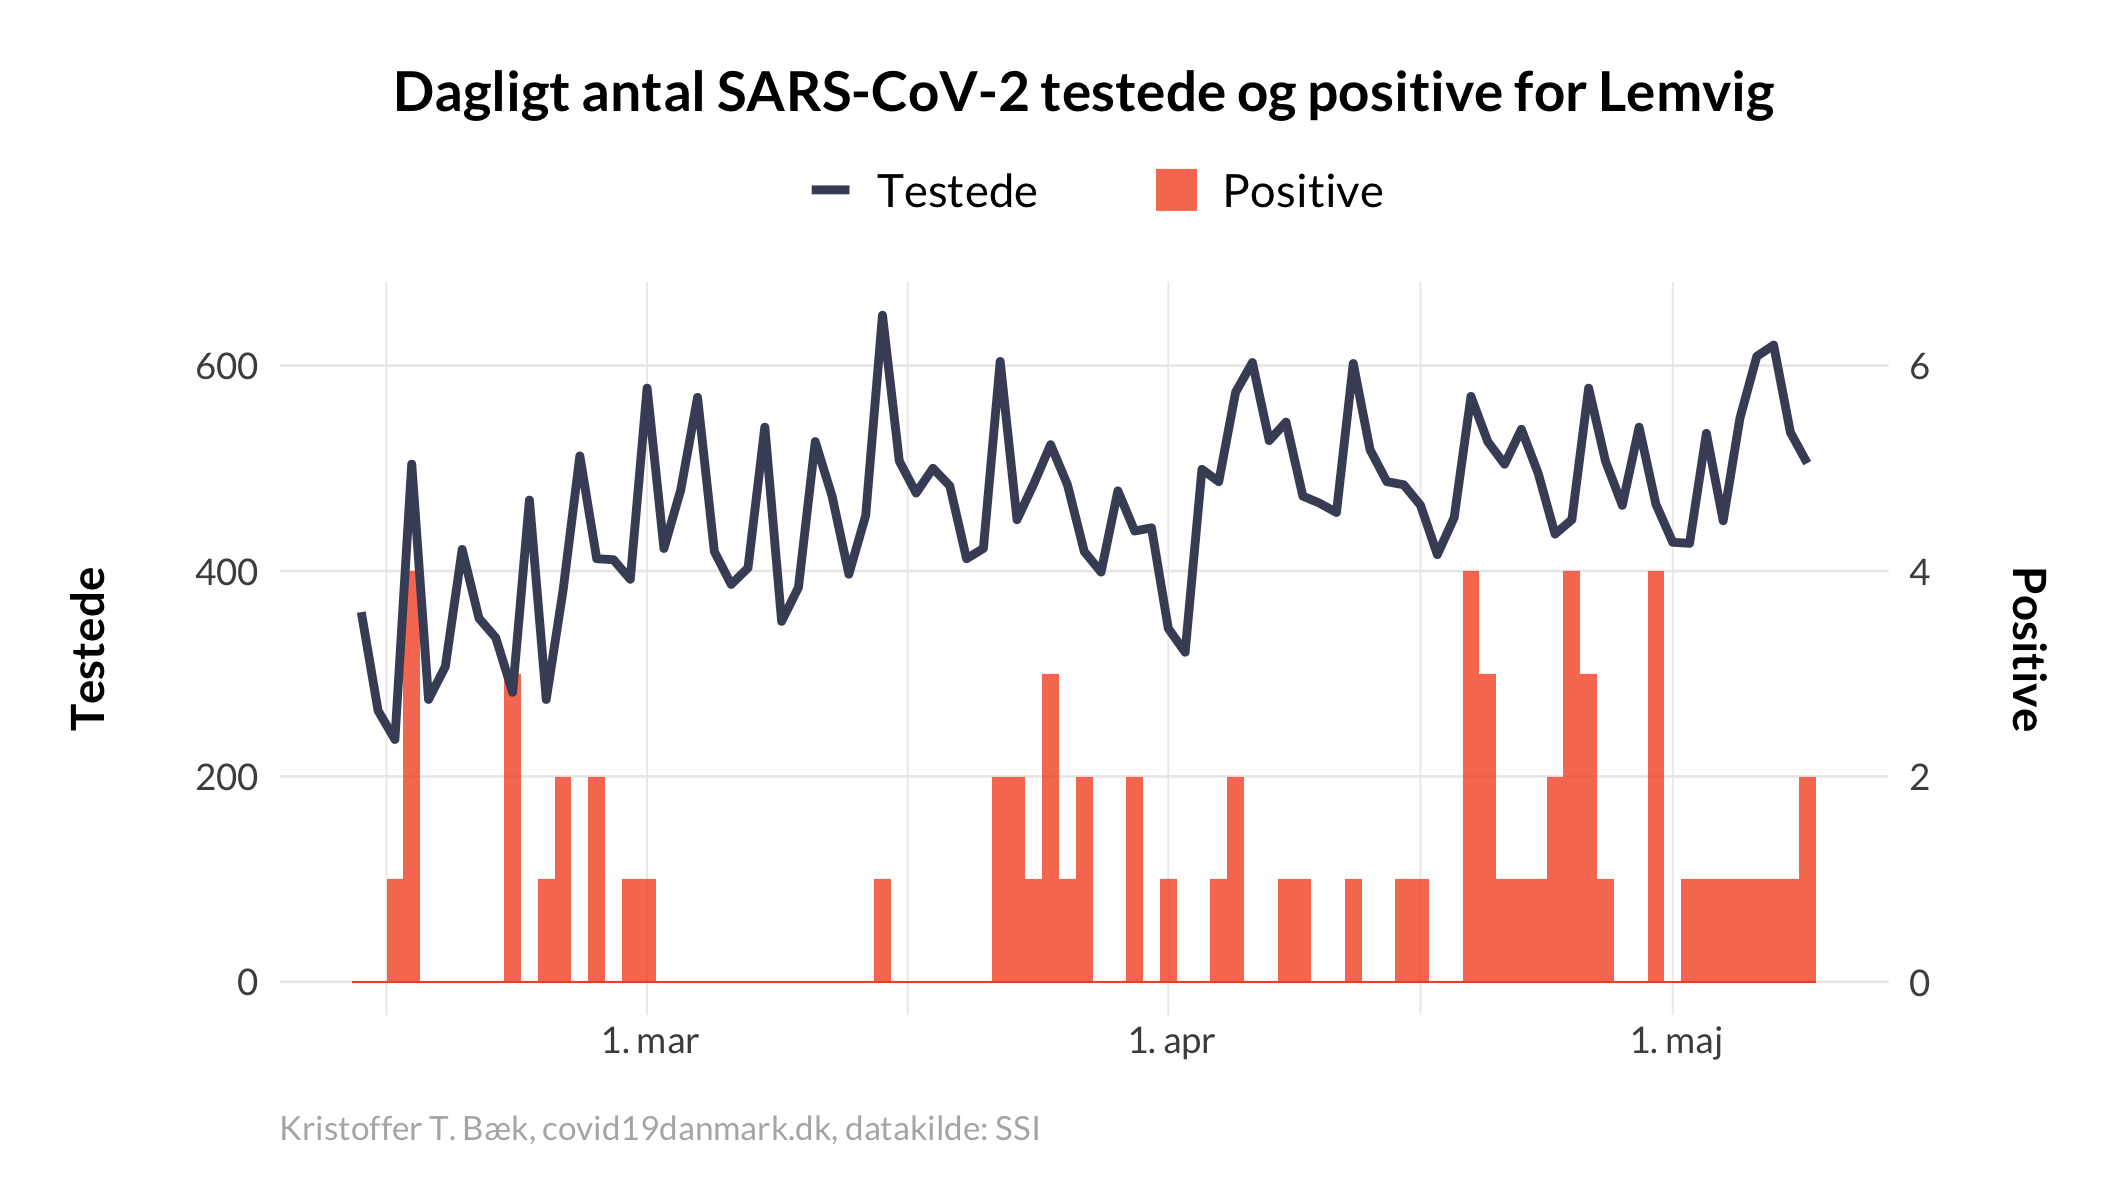 Dagligt antal SARS-CoV-2 testede og positive for Lemvig
Testede
Positive
600
400
200
0
6
4
2
0
Testede
Positive
1. mar
1. apr
1. maj
Kristoffer T. Bæk, covid19danmark.dk, datakilde: SSI